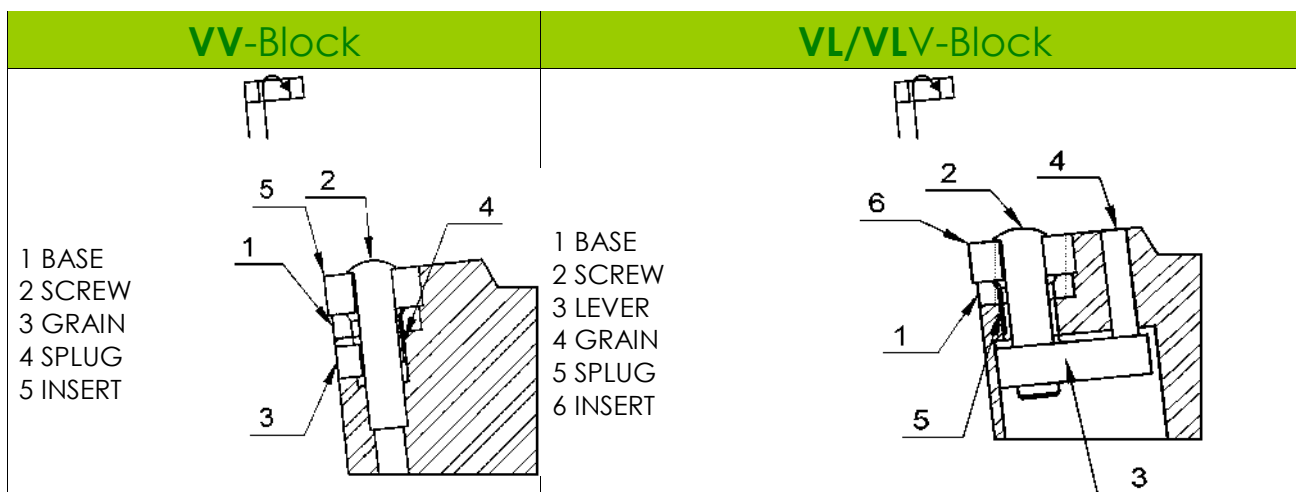 VV-Block
VL/VLV-Block
5
2
4
1
3
1 BASE
2 SCREW
3 GRAIN
4 SPLUG
5 INSERT
4
2
6
1
5
3
1 BASE
2 SCREW
3 LEVER
4 GRAIN
5 SPLUG
6 INSERT